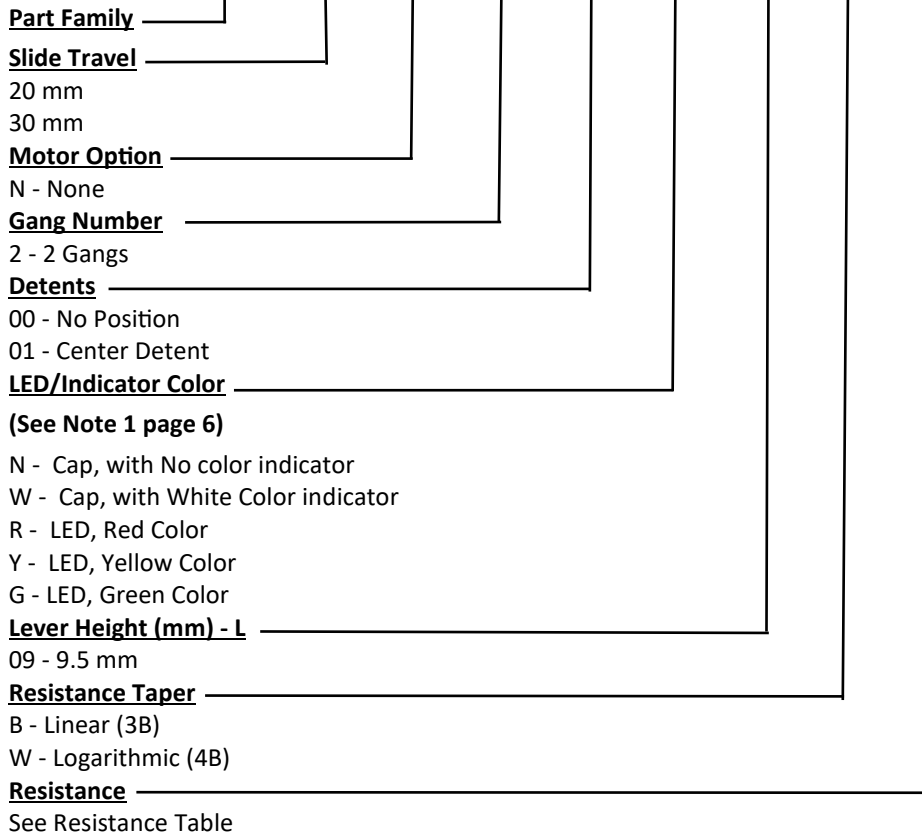 Part Family
Slide Travel
20 mm
30 mm
Motor Option
N - None
Gang Number
2 - 2 Gangs
Detents
00 - No Position
01 - Center Detent
LED/Indicator Color
(See Note 1 page 6)
N -  Cap, with No color indicator
W -  Cap, with White Color indicator
R -  LED, Red Color
Y -  LED, Yellow Color
G - LED, Green Color
Lever Height (mm) - L
09 - 9.5 mm
Resistance Taper
B - Linear (3B)
W - Logarithmic (4B)
Resistance
See Resistance Table